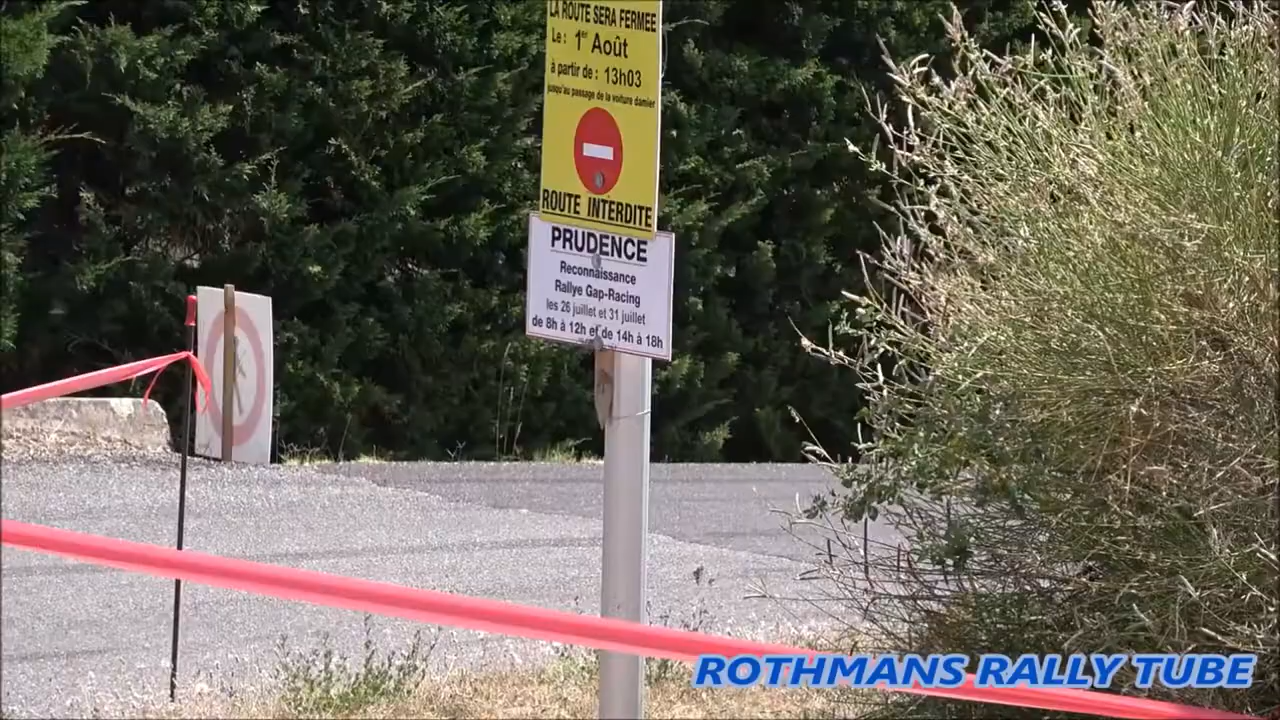 LA ROUTE SERA FERMEE
Le : 1er Août
à partir de : 13h03
jusqu'au passage de la voiture damier
ROUTE INTERDITE
PRUDENCE
Reconnaissance
Rallye Gap-Racing
les 26 juillet et 31 juillet
de 8h à 12h et de 14h à 18h
ROTHMANS RALLY TUBE